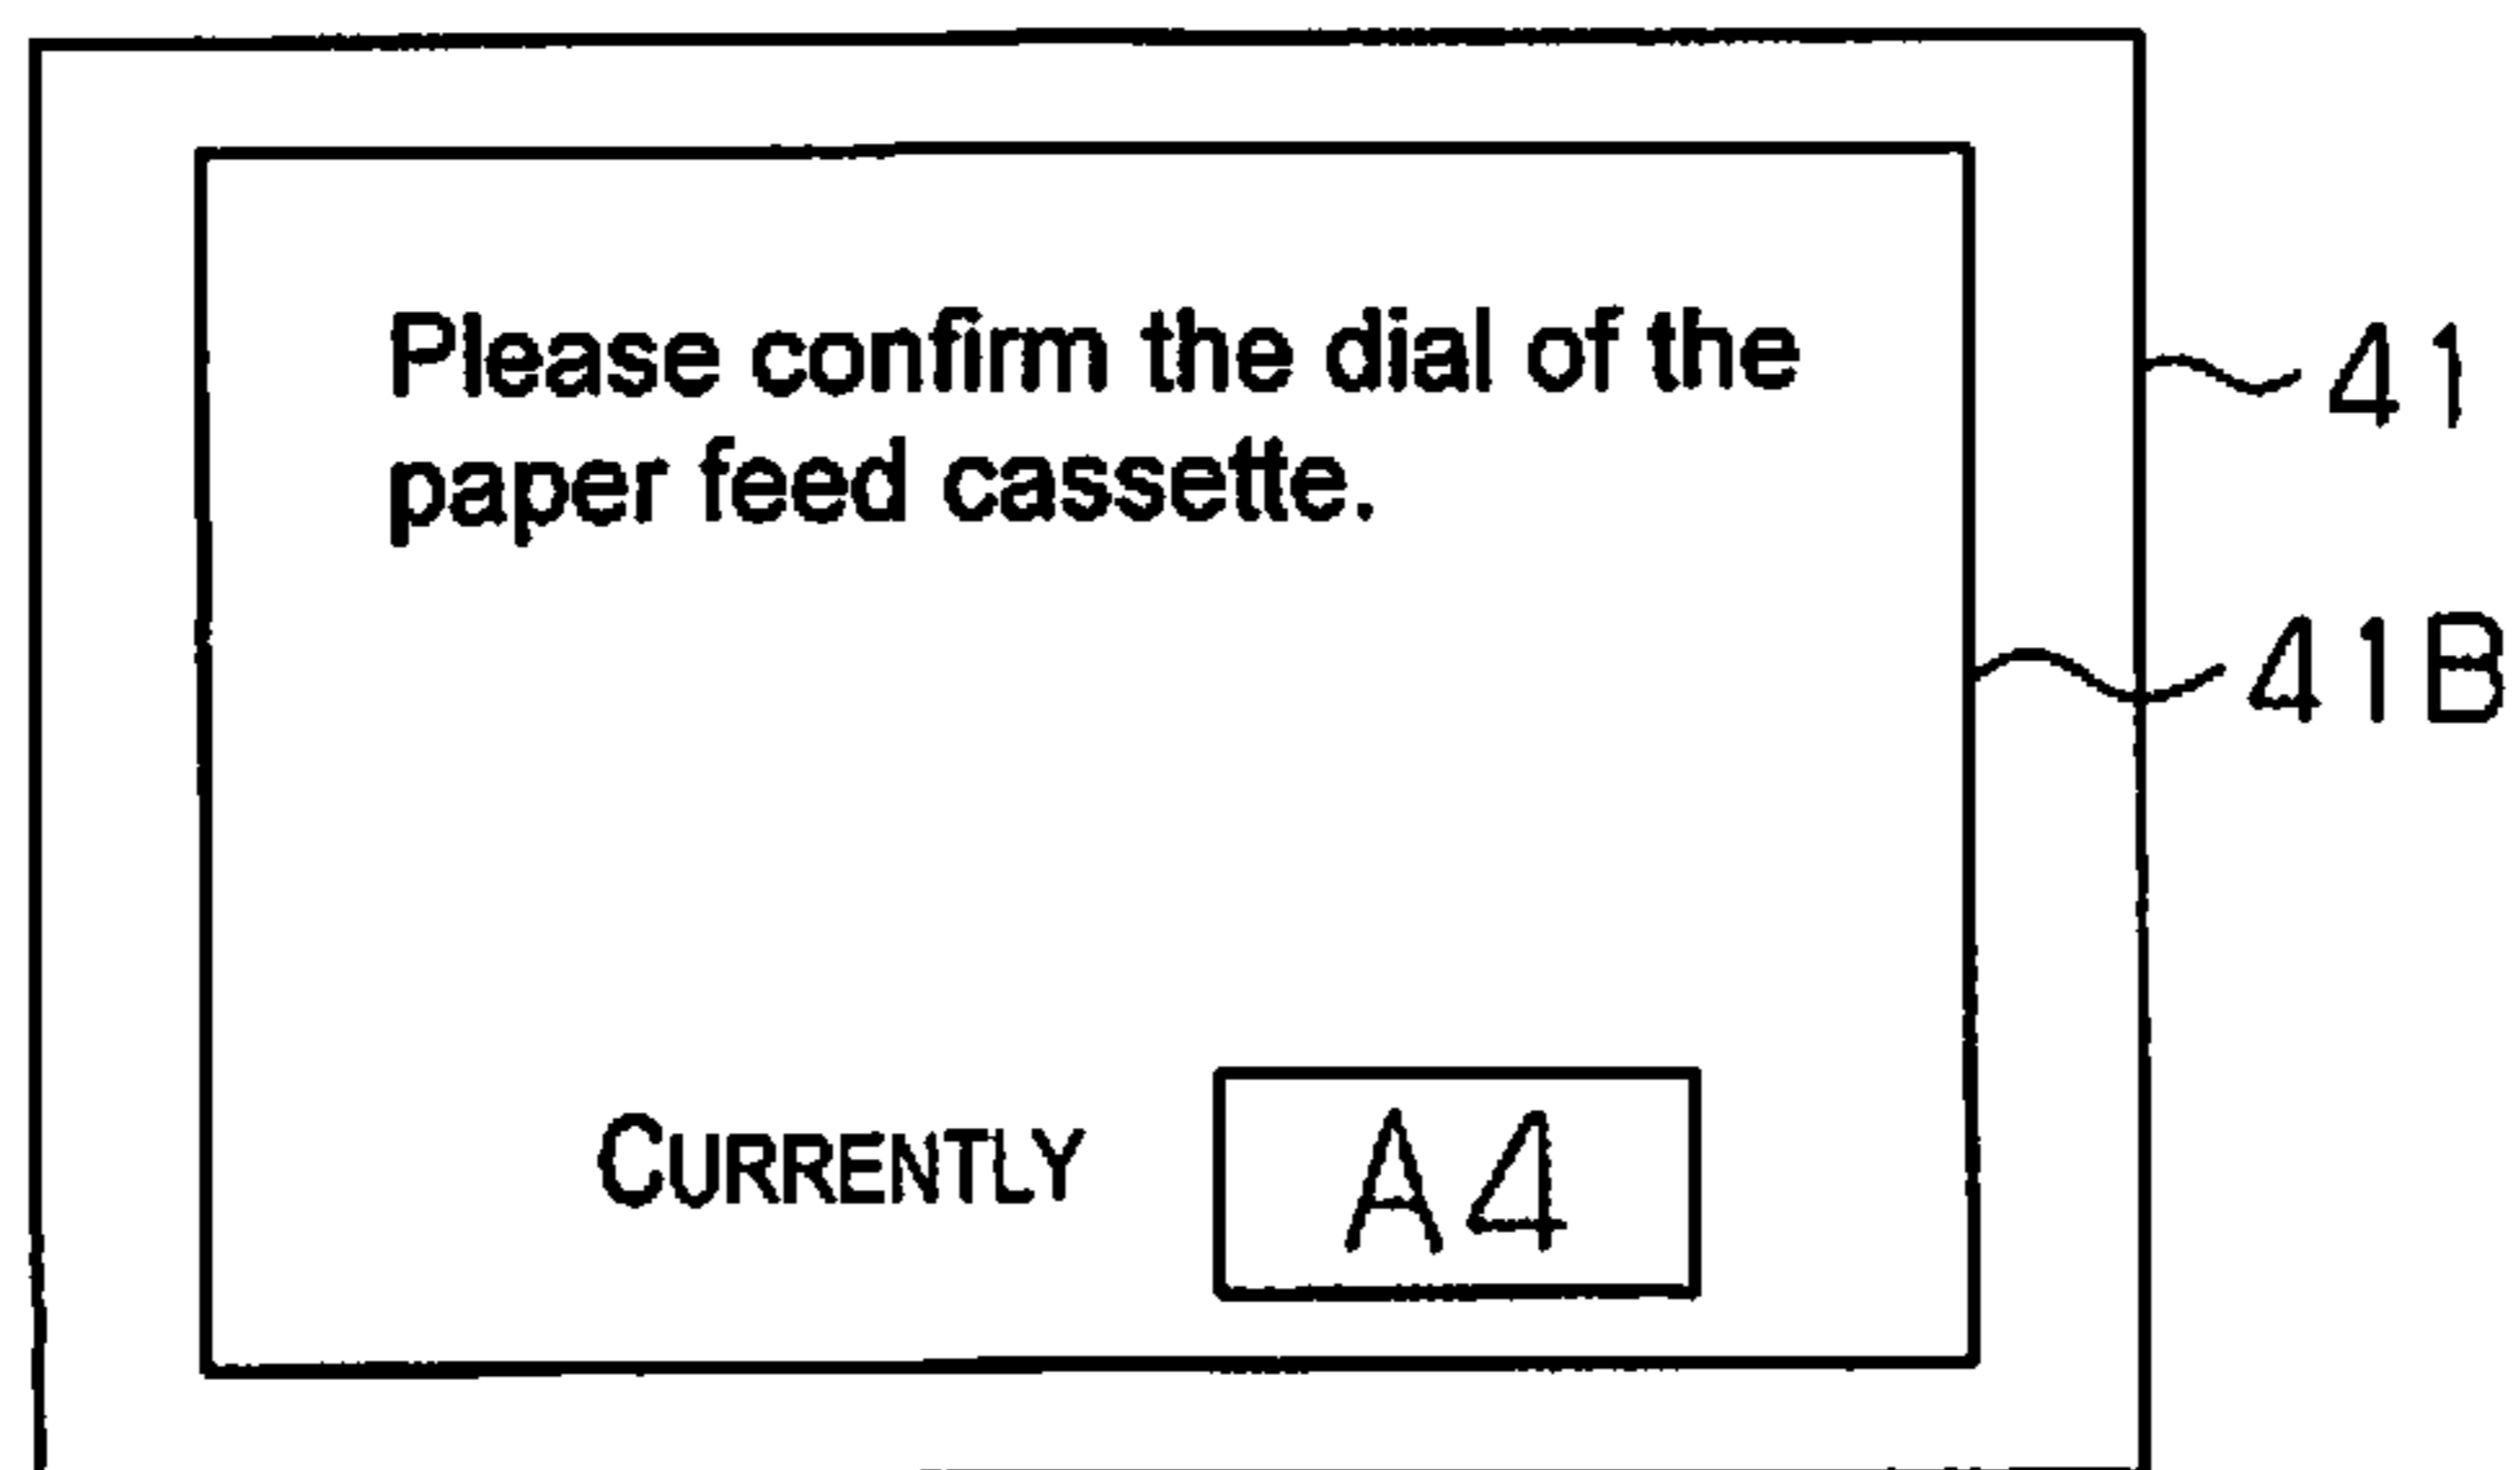 Please confirm the dial of the
paper feed cassette.
41
41B
CURRENTLY A4